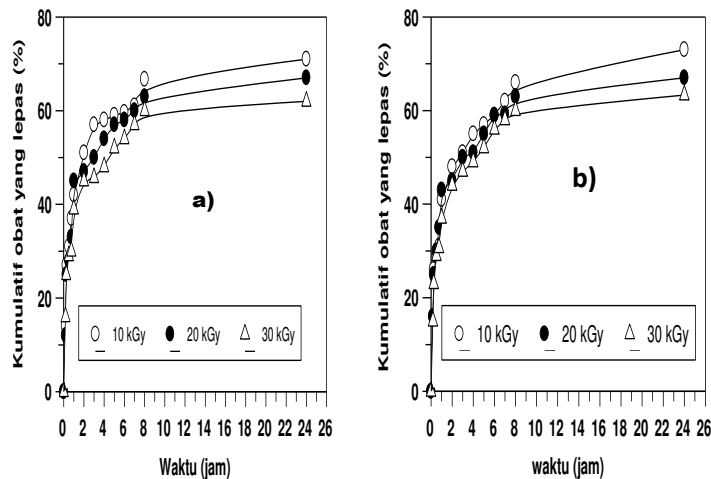 80
60
40
20
0
Kumulatif obat yang lepas (%)
a)
10 kGy 20 kGy 30 kGy
0 2 4 6 8 10 12 14 16 18 20 22 24 26
Waktu (jam)
80
60
40
20
0
Kumulatif obat yang lepas (%)
b)
10 kGy 20 kGy 30 kGy
0 2 4 6 8 10 12 14 16 18 20 22 24 26
waktu (jam)